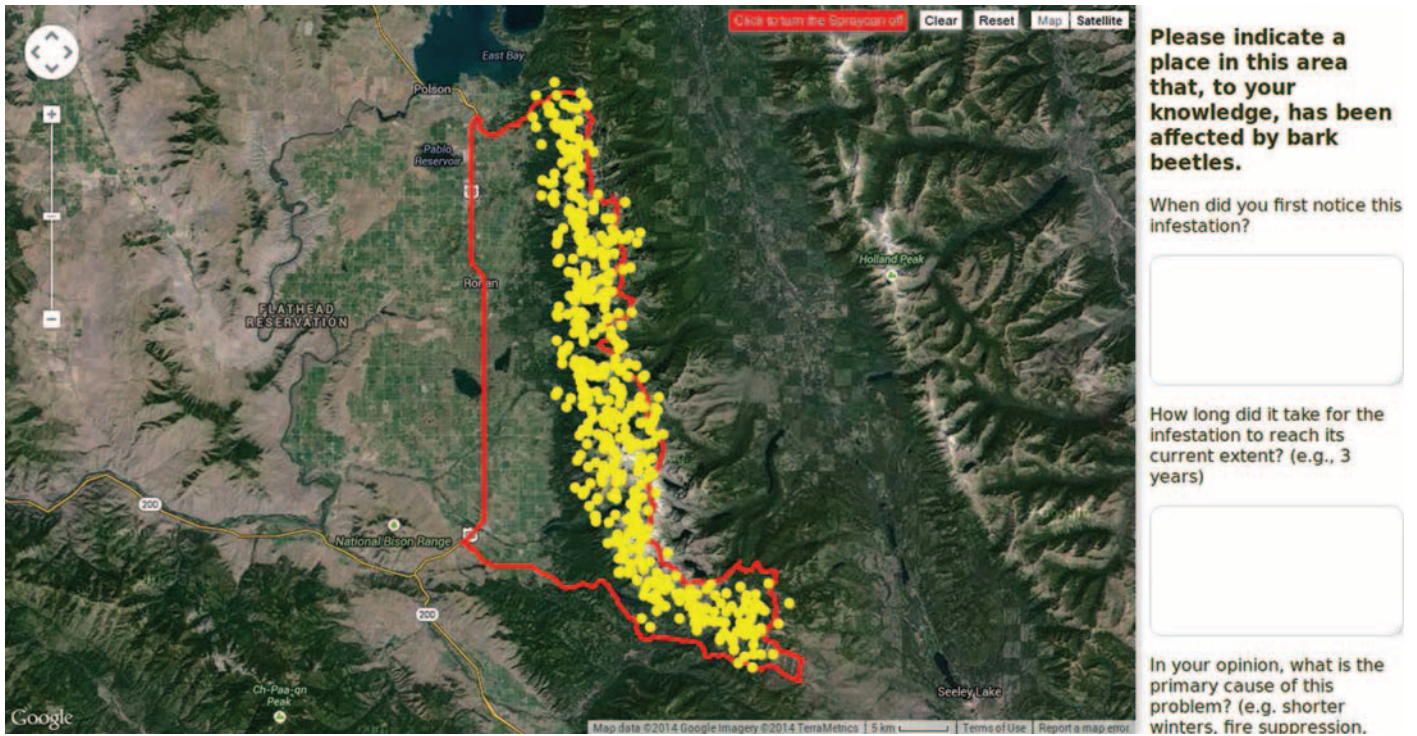 Click to turn the Spraycan off
Clear
Reset
Map
Satellite
East Bay
Polson
Pablo
Reservoir
Holland Peak
Ronan
FLATHEAD
RESERVATION
200
National Bison Range
200
Ch-Paa-qn
Peak
Seeley Lake
Google
Map data ©2014 Google Imagery ©2014 TerraMetrics
5 km
Terms of Use
Report a map error
Please indicate a
place in this area
that, to your
knowledge, has been
affected by bark
beetles.
When did you first notice this
infestation?
How long did it take for the
infestation to reach its
current extent? (e.g., 3
years)
In your opinion, what is the
primary cause of this
problem? (e.g. shorter
winters, fire suppression,